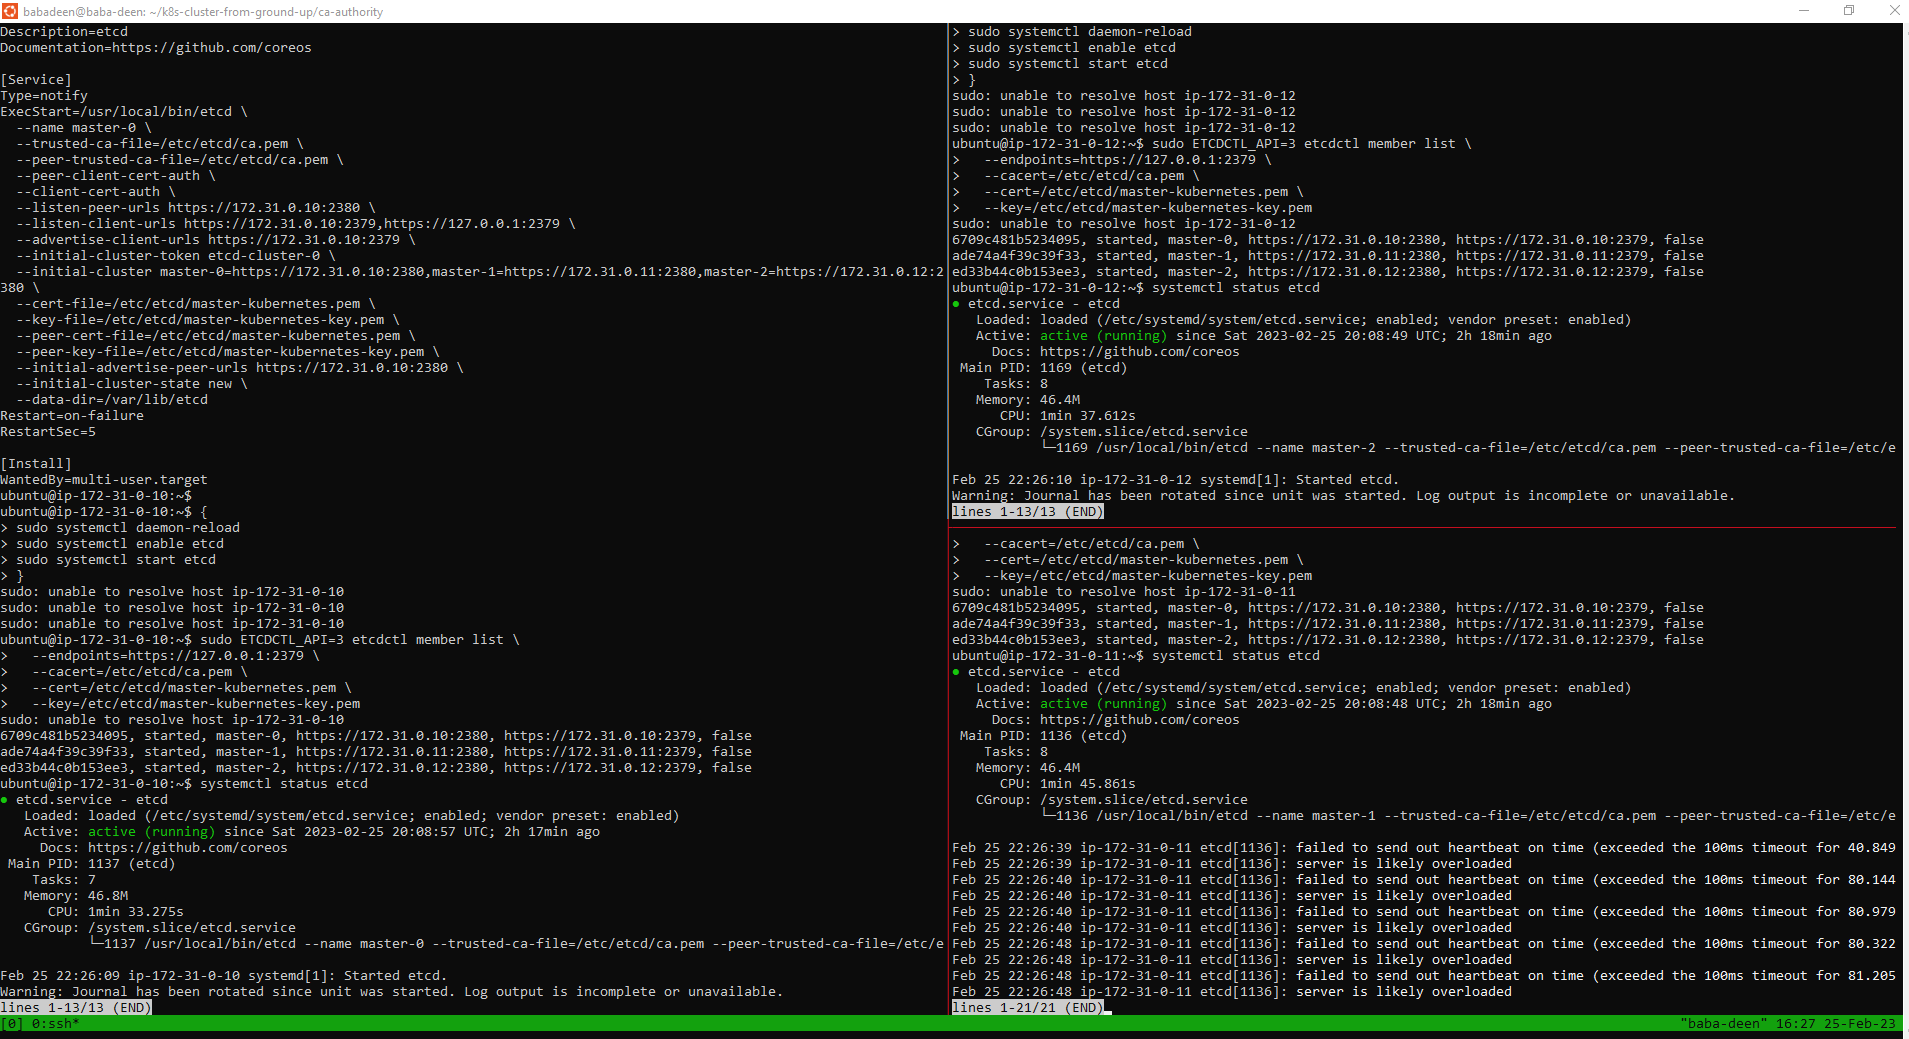 babadeen@baba-deen: ~/k8s-cluster-from-ground-up/ca-authority
Description=etcd
Documentation=https://github.com/coreos
[Service]
Type=notify
ExecStart=/usr/local/bin/etcd \
  --name master-0 \
  --trusted-ca-file=/etc/etcd/ca.pem \
  --peer-trusted-ca-file=/etc/etcd/ca.pem \
  --peer-client-cert-auth \
  --client-cert-auth \
  --listen-peer-urls https://172.31.0.10:2380 \
  --listen-client-urls https://172.31.0.10:2379,https://127.0.0.1:2379 \
  --advertise-client-urls https://172.31.0.10:2379 \
  --initial-cluster-token etcd-cluster-0 \
  --initial-cluster master-0=https://172.31.0.10:2380,master-1=https://172.31.0.11:2380,master-2=https://172.31.0.12:2
380 \
  --cert-file=/etc/etcd/master-kubernetes.pem \
  --key-file=/etc/etcd/master-kubernetes-key.pem \
  --peer-cert-file=/etc/etcd/master-kubernetes.pem \
  --peer-key-file=/etc/etcd/master-kubernetes-key.pem \
  --initial-advertise-peer-urls https://172.31.0.10:2380 \
  --initial-cluster-state new \
  --data-dir=/var/lib/etcd
Restart=on-failure
RestartSec=5
[Install]
WantedBy=multi-user.target
ubuntu@ip-172-31-0-10:~$
ubuntu@ip-172-31-0-10:~$ {
> sudo systemctl daemon-reload
> sudo systemctl enable etcd
> sudo systemctl start etcd
> }
sudo: unable to resolve host ip-172-31-0-10
sudo: unable to resolve host ip-172-31-0-10
sudo: unable to resolve host ip-172-31-0-10
ubuntu@ip-172-31-0-10:~$ sudo ETCDCTL_API=3 etcdctl member list \
>   --endpoints=https://127.0.0.1:2379 \
>   --cacert=/etc/etcd/ca.pem \
>   --cert=/etc/etcd/master-kubernetes.pem \
>   --key=/etc/etcd/master-kubernetes-key.pem
sudo: unable to resolve host ip-172-31-0-10
6709c481b5234095, started, master-0, https://172.31.0.10:2380, https://172.31.0.10:2379, false
ade74a4f39c39f33, started, master-1, https://172.31.0.11:2380, https://172.31.0.11:2379, false
ed33b44c0b153ee3, started, master-2, https://172.31.0.12:2380, https://172.31.0.12:2379, false
ubuntu@ip-172-31-0-10:~$ systemctl status etcd
● etcd.service - etcd
   Loaded: loaded (/etc/systemd/system/etcd.service; enabled; vendor preset: enabled)
   Active: active (running) since Sat 2023-02-25 20:08:57 UTC; 2h 17min ago
     Docs: https://github.com/coreos
 Main PID: 1137 (etcd)
    Tasks: 7
   Memory: 46.8M
      CPU: 1min 33.275s
   CGroup: /system.slice/etcd.service
           └─1137 /usr/local/bin/etcd --name master-0 --trusted-ca-file=/etc/etcd/ca.pem --peer-trusted-ca-file=/etc/e
Feb 25 22:26:09 ip-172-31-0-10 systemd[1]: Started etcd.
Warning: Journal has been rotated since unit was started. Log output is incomplete or unavailable.
lines 1-13/13 (END)
> sudo systemctl daemon-reload
> sudo systemctl enable etcd
> sudo systemctl start etcd
> }
sudo: unable to resolve host ip-172-31-0-12
sudo: unable to resolve host ip-172-31-0-12
sudo: unable to resolve host ip-172-31-0-12
ubuntu@ip-172-31-0-12:~$ sudo ETCDCTL_API=3 etcdctl member list \
>   --endpoints=https://127.0.0.1:2379 \
>   --cacert=/etc/etcd/ca.pem \
>   --cert=/etc/etcd/master-kubernetes.pem \
>   --key=/etc/etcd/master-kubernetes-key.pem
sudo: unable to resolve host ip-172-31-0-12
6709c481b5234095, started, master-0, https://172.31.0.10:2380, https://172.31.0.10:2379, false
ade74a4f39c39f33, started, master-1, https://172.31.0.11:2380, https://172.31.0.11:2379, false
ed33b44c0b153ee3, started, master-2, https://172.31.0.12:2380, https://172.31.0.12:2379, false
ubuntu@ip-172-31-0-12:~$ systemctl status etcd
● etcd.service - etcd
   Loaded: loaded (/etc/systemd/system/etcd.service; enabled; vendor preset: enabled)
   Active: active (running) since Sat 2023-02-25 20:08:49 UTC; 2h 18min ago
     Docs: https://github.com/coreos
 Main PID: 1169 (etcd)
    Tasks: 8
   Memory: 46.4M
      CPU: 1min 37.612s
   CGroup: /system.slice/etcd.service
           └─1169 /usr/local/bin/etcd --name master-2 --trusted-ca-file=/etc/etcd/ca.pem --peer-trusted-ca-file=/etc/e
Feb 25 22:26:10 ip-172-31-0-12 systemd[1]: Started etcd.
Warning: Journal has been rotated since unit was started. Log output is incomplete or unavailable.
lines 1-13/13 (END)
>   --cacert=/etc/etcd/ca.pem \
>   --cert=/etc/etcd/master-kubernetes.pem \
>   --key=/etc/etcd/master-kubernetes-key.pem
sudo: unable to resolve host ip-172-31-0-11
6709c481b5234095, started, master-0, https://172.31.0.10:2380, https://172.31.0.10:2379, false
ade74a4f39c39f33, started, master-1, https://172.31.0.11:2380, https://172.31.0.11:2379, false
ed33b44c0b153ee3, started, master-2, https://172.31.0.12:2380, https://172.31.0.12:2379, false
ubuntu@ip-172-31-0-11:~$ systemctl status etcd
● etcd.service - etcd
   Loaded: loaded (/etc/systemd/system/etcd.service; enabled; vendor preset: enabled)
   Active: active (running) since Sat 2023-02-25 20:08:48 UTC; 2h 18min ago
     Docs: https://github.com/coreos
 Main PID: 1136 (etcd)
    Tasks: 8
   Memory: 46.4M
      CPU: 1min 45.861s
   CGroup: /system.slice/etcd.service
           └─1136 /usr/local/bin/etcd --name master-1 --trusted-ca-file=/etc/etcd/ca.pem --peer-trusted-ca-file=/etc/e
Feb 25 22:26:39 ip-172-31-0-11 etcd[1136]: failed to send out heartbeat on time (exceeded the 100ms timeout for 40.849
Feb 25 22:26:39 ip-172-31-0-11 etcd[1136]: server is likely overloaded
Feb 25 22:26:40 ip-172-31-0-11 etcd[1136]: failed to send out heartbeat on time (exceeded the 100ms timeout for 80.144
Feb 25 22:26:40 ip-172-31-0-11 etcd[1136]: server is likely overloaded
Feb 25 22:26:40 ip-172-31-0-11 etcd[1136]: failed to send out heartbeat on time (exceeded the 100ms timeout for 80.979
Feb 25 22:26:40 ip-172-31-0-11 etcd[1136]: server is likely overloaded
Feb 25 22:26:48 ip-172-31-0-11 etcd[1136]: failed to send out heartbeat on time (exceeded the 100ms timeout for 80.322
Feb 25 22:26:48 ip-172-31-0-11 etcd[1136]: server is likely overloaded
Feb 25 22:26:48 ip-172-31-0-11 etcd[1136]: failed to send out heartbeat on time (exceeded the 100ms timeout for 81.205
Feb 25 22:26:48 ip-172-31-0-11 etcd[1136]: server is likely overloaded
lines 1-21/21 (END)
[0] 0:ssh*
"baba-deen" 16:27 25-Feb-23